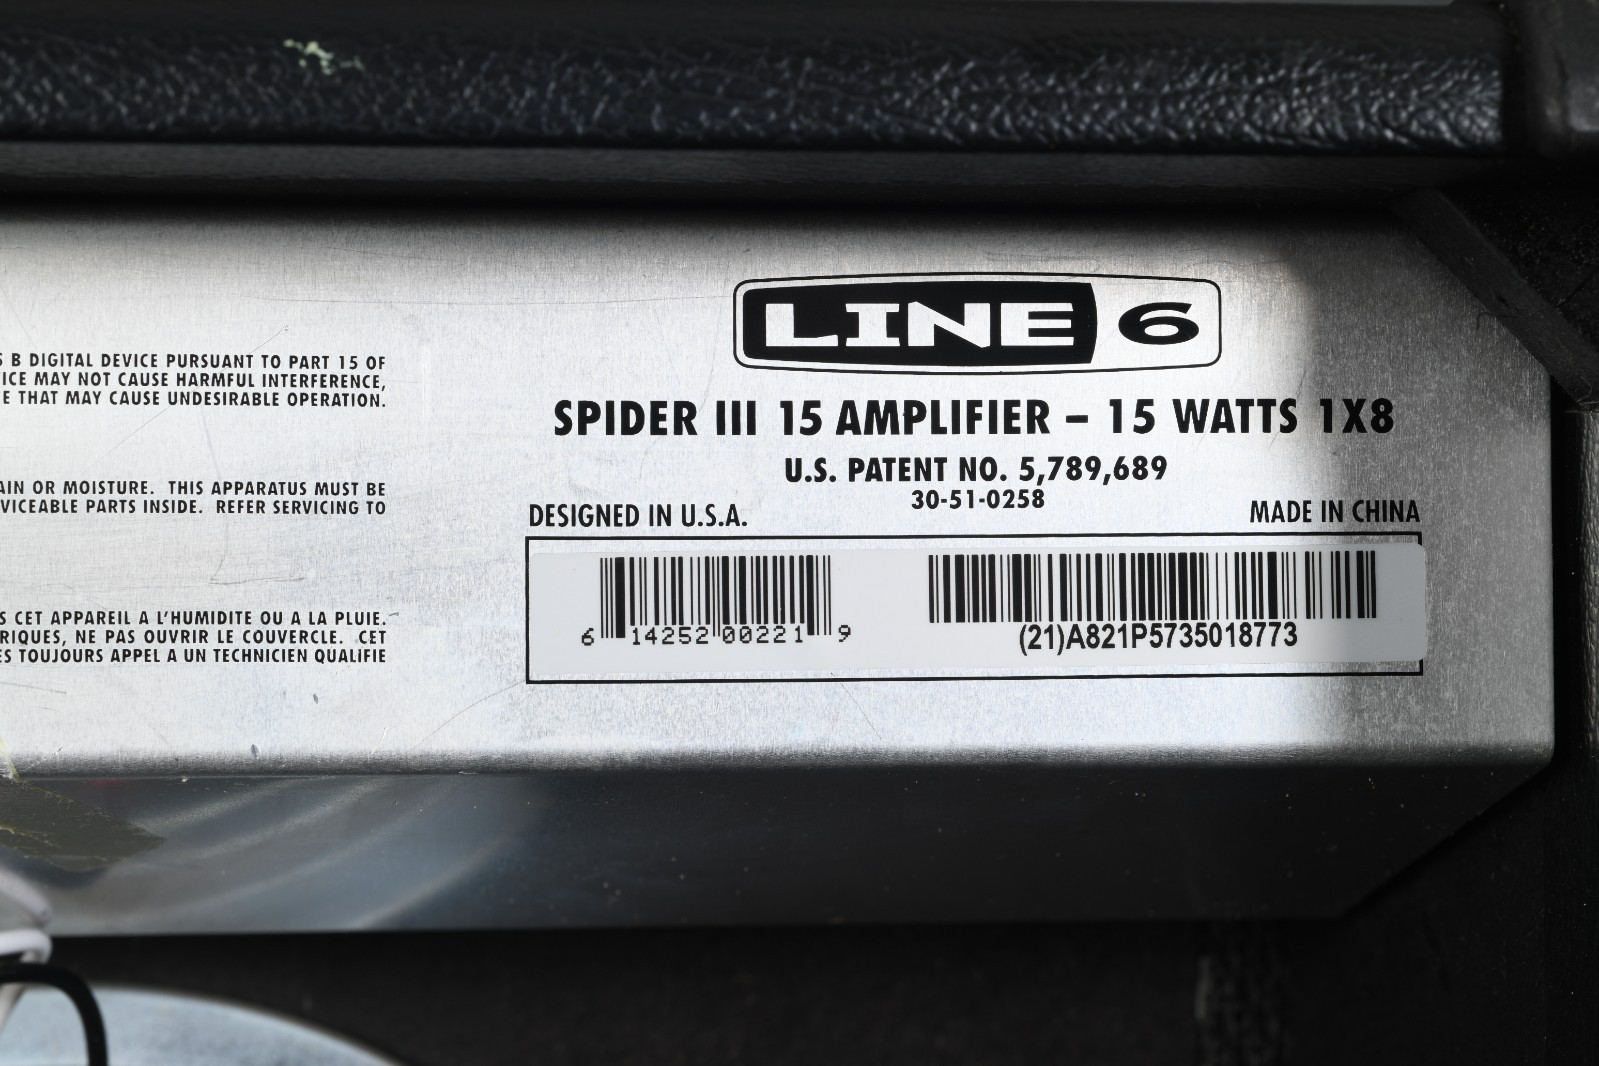 S B DIGITAL DEVICE PURSUANT TO PART 15 OF
ICE MAY NOT CAUSE HARMFUL INTERFERENCE,
E THAT MAY CAUSE UNDESIRABLE OPERATION.
AIN OR MOISTURE. THIS APPARATUS MUST BE
VICEABLE PARTS INSIDE. REFER SERVICING TO
S CET APPAREIL A L'HUMIDITE OU A LA PLUIE.
RIQUES, NE PAS OUVRIR LE COUVERCLE. CET
ES TOUJOURS APPEL A UN TECHNICIEN QUALIFIE
LINE 6
SPIDER III 15 AMPLIFIER – 15 WATTS 1X8
U.S. PATENT NO. 5,789,689
30-51-0258
DESIGNED IN U.S.A. MADE IN CHINA
6 14252 00221 9
(21)A821P5735018773